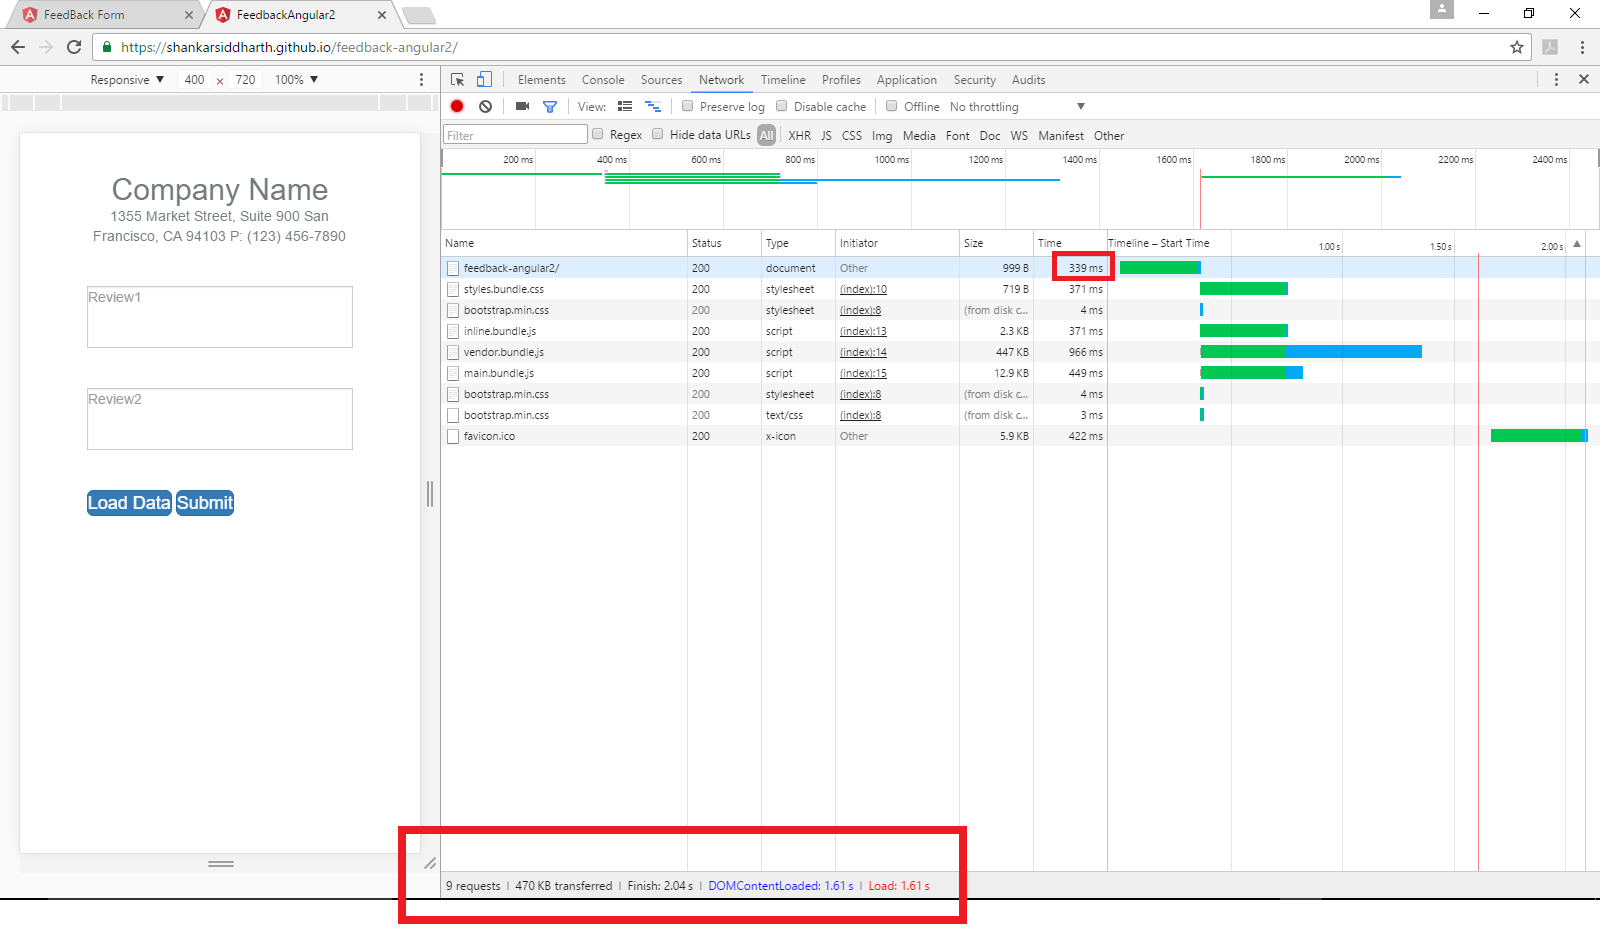 FeedBack Form
FeedbackAngular2
https://shankarsiddharth.github.io/feedback-angular2/
Responsive ▼ 400 × 720 100% ▼
Elements Console Sources Network Timeline Profiles Application Security Audits
View: Preserve log Disable cache Offline No throttling ▼
Filter Regex Hide data URLs All XHR JS CSS Img Media Font Doc WS Manifest Other
200 ms 400 ms 600 ms 800 ms 1000 ms 1200 ms 1400 ms 1600 ms 1800 ms 2000 ms 2200 ms 2400 ms
Name Status Type Initiator Size Time Timeline – Start Time 1.00 s 1.50 s 2.00 s ▲
feedback-angular2/ 200 document Other 999 B 339 ms
styles.bundle.css 200 stylesheet (index):10 719 B 371 ms
bootstrap.min.css 200 stylesheet (index):8 (from disk c... 4 ms
inline.bundle.js 200 script (index):13 2.3 KB 371 ms
vendor.bundle.js 200 script (index):14 447 KB 966 ms
main.bundle.js 200 script (index):15 12.9 KB 449 ms
bootstrap.min.css 200 stylesheet (index):8 (from disk c... 4 ms
bootstrap.min.css 200 text/css (index):8 (from disk c... 3 ms
favicon.ico 200 x-icon Other 5.9 KB 422 ms
Company Name
1355 Market Street, Suite 900 San
Francisco, CA 94103 P: (123) 456-7890
Review1
Review2
Load Data Submit
9 requests | 470 KB transferred | Finish: 2.04 s | DOMContentLoaded: 1.61 s | Load: 1.61 s